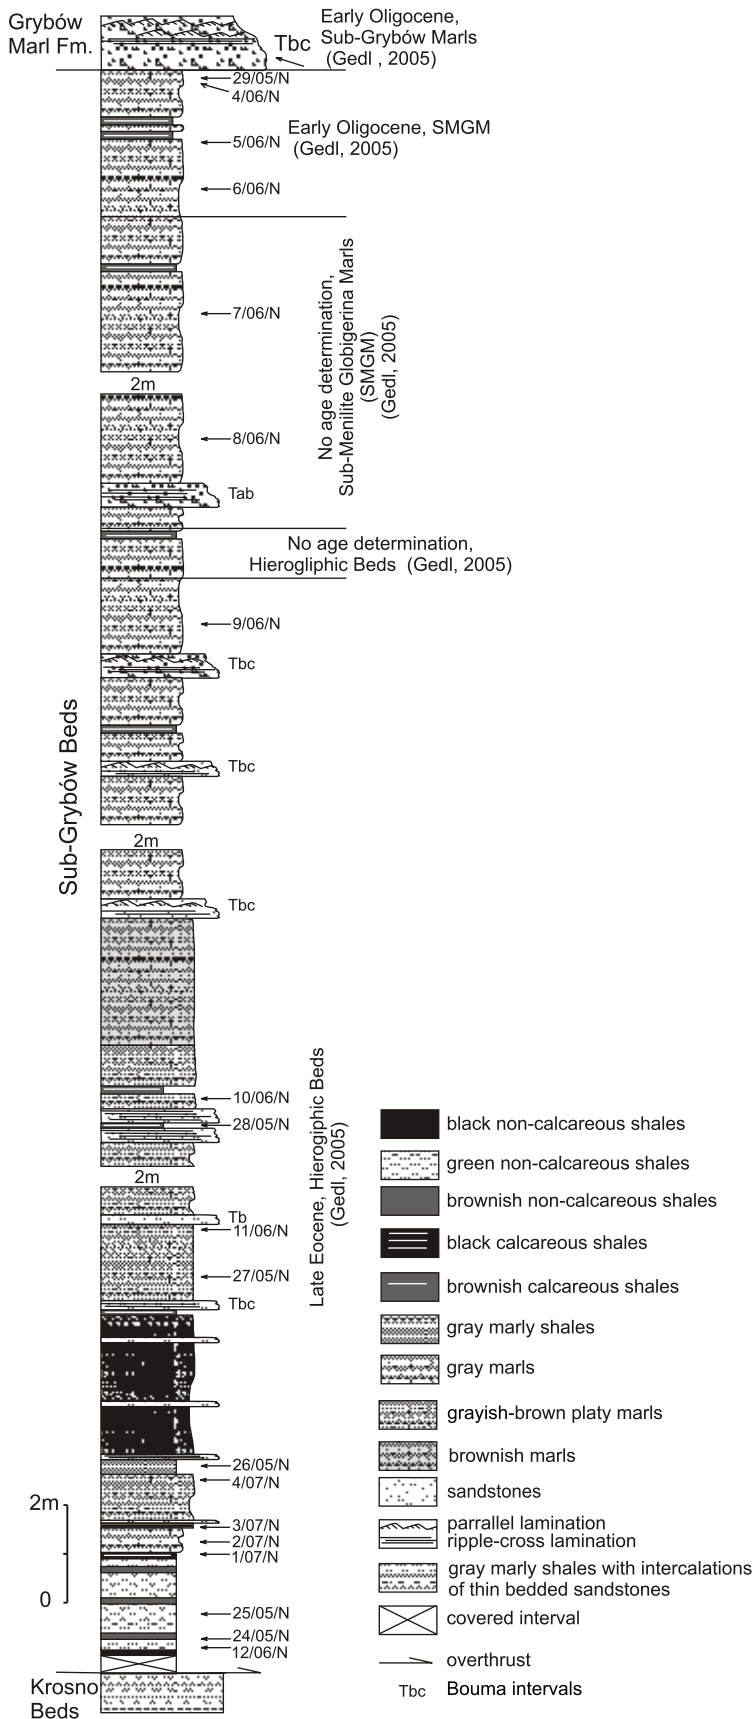 Grybów
Marl Fm.
Tbc
Early Oligocene,
Sub-Grybów Marls
(Gedl , 2005)
29/05/N
4/06/N
5/06/N
Early Oligocene, SMGM
(Gedl, 2005)
6/06/N
7/06/N
No age determination,
Sub-Menilite Globigerina Marls
(SMGM)
(Gedl, 2005)
2m
8/06/N
Tab
No age determination,
Hierogliphic Beds (Gedl, 2005)
9/06/N
Tbc
Sub-Grybów Beds
Tbc
2m
Tbc
10/06/N
28/05/N
Late Eocene, Hierogiphic Beds
(Gedl, 2005)
2m
Tb
11/06/N
27/05/N
Tbc
26/05/N
4/07/N
2m
3/07/N
2/07/N
1/07/N
0
25/05/N
24/05/N
12/06/N
Krosno
Beds
black non-calcareous shales
green non-calcareous shales
brownish non-calcareous shales
black calcareous shales
brownish calcareous shales
gray marly shales
gray marls
grayish-brown platy marls
brownish marls
sandstones
parrallel lamination
ripple-cross lamination
gray marly shales with intercalations
of thin bedded sandstones
covered interval
overthrust
Tbc Bouma intervals